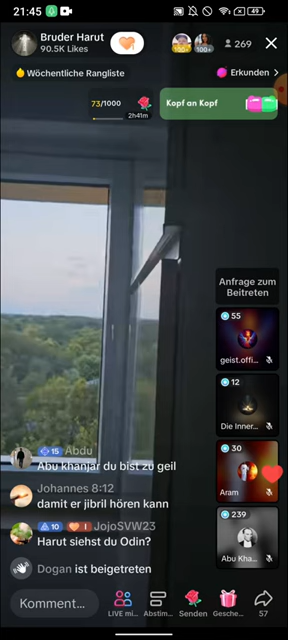 21:45
49
Bruder Harut
90.5K Likes
100+
100+
269
Wöchentliche Rangliste
Erkunden
73/1000
2h41m
Kopf an Kopf
Anfrage zum
Beitreten
55
geist.offi...
12
Die Inner...
30
Aram
239
Abu Kha...
15 Abdu
Abu khanjar du bist zu geil
Johannes 8:12
damit er jibril hören kann
10 I JojoSVW23
Harut siehst du Odin?
Dogan ist beigetreten
Komment...
LIVE mi...
Abstim...
Senden
Gesche...
57